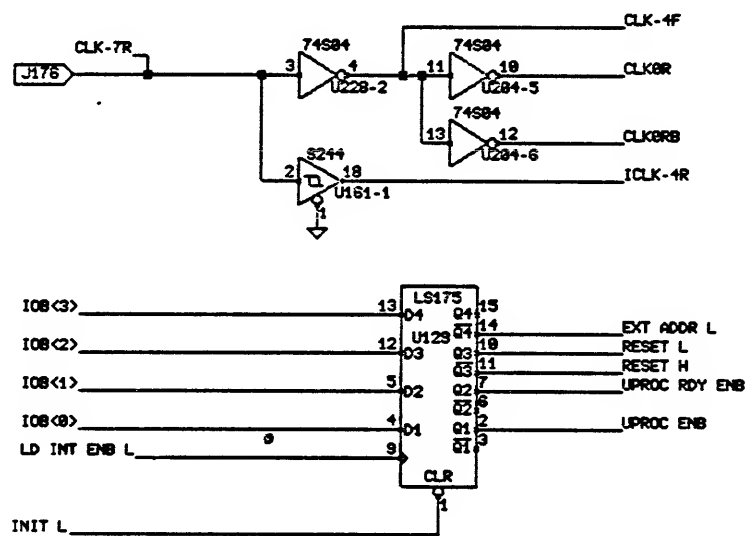 CLK-4F
CLK-7R
74S04
74S04
J176
3
4
11
10
CLK0R
U228-2
U204-5
74S04
13
12
CLK0RB
S244
U204-6
2
18
ICLK-4R
U161-1
1
LS175
IOB<3>
13
D4
Q4
15
U129
Q4
14
EXT ADDR L
IOB<2>
12
D3
Q3
10
RESET L
Q3
11
RESET H
IOB<1>
5
D2
Q2
7
UPROC RDY ENB
Q2
6
IOB<0>
4
D1
Q1
2
UPROC ENB
LD INT ENB L
9
Q1
3
CLR
1
INIT L